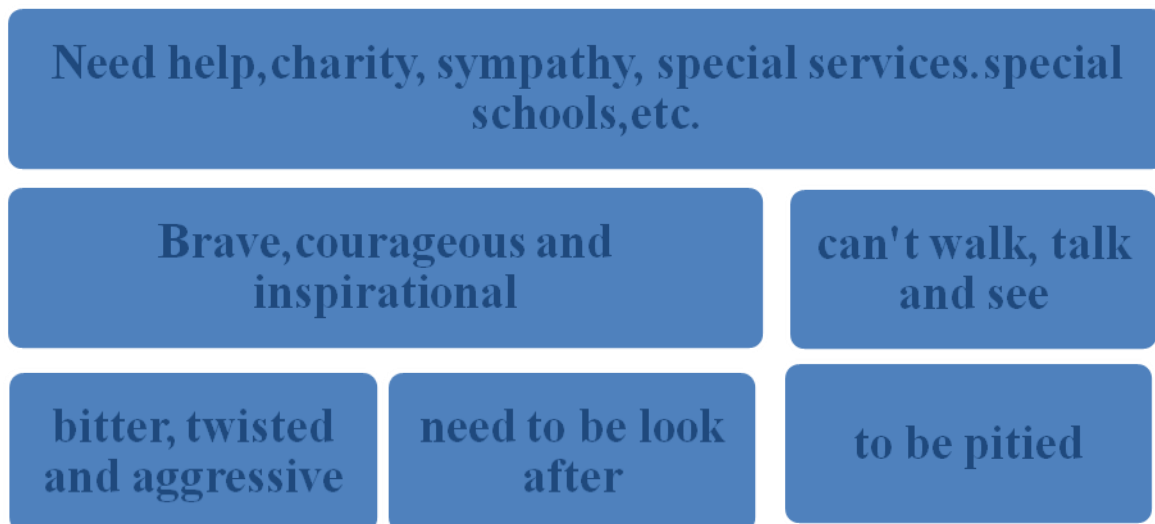 Need help,charity, sympathy, special services.special
schools,etc.
Brave,courageous and
inspirational
can't walk, talk
and see
bitter, twisted
and aggressive
need to be look
after
to be pitied